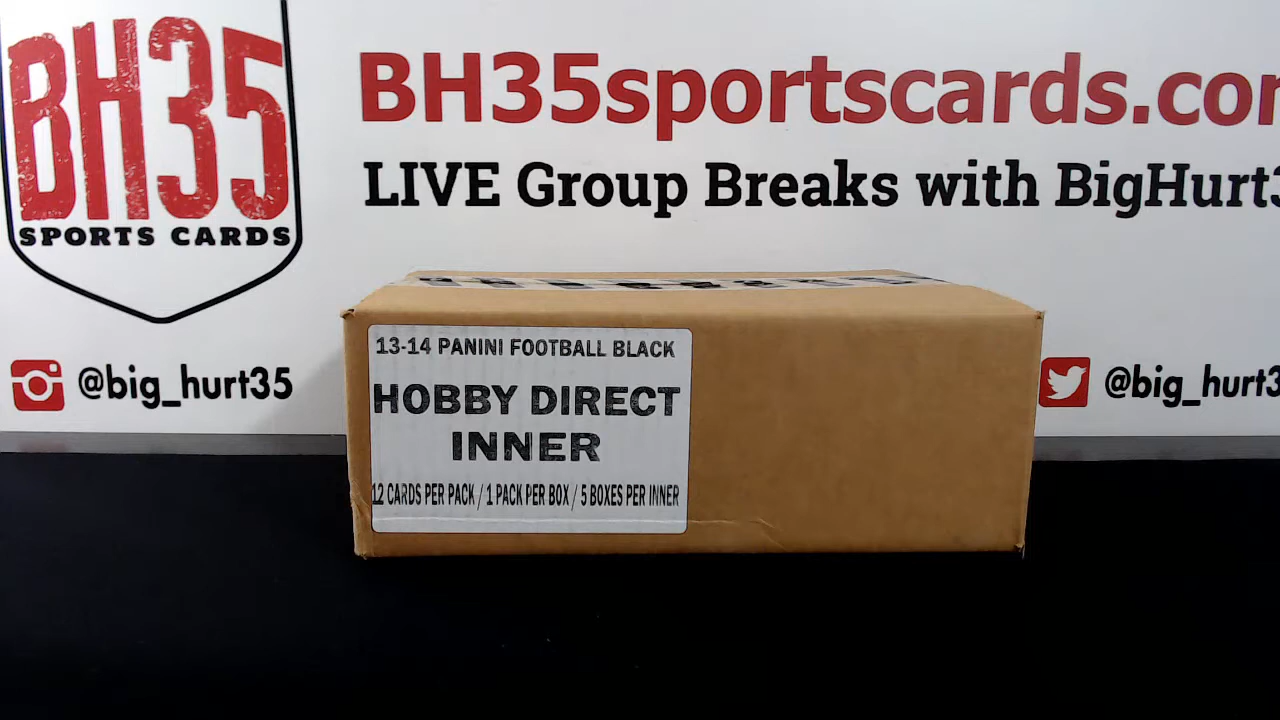 BH35
SPORTS CARDS
BH35sportscards.co
LIVE Group Breaks with BigHurt3
@big_hurt35
@big_hurt3
13-14 PANINI FOOTBALL BLACK
HOBBY DIRECT
INNER
12 CARDS PER PACK / 1 PACK PER BOX / 5 BOXES PER INNER